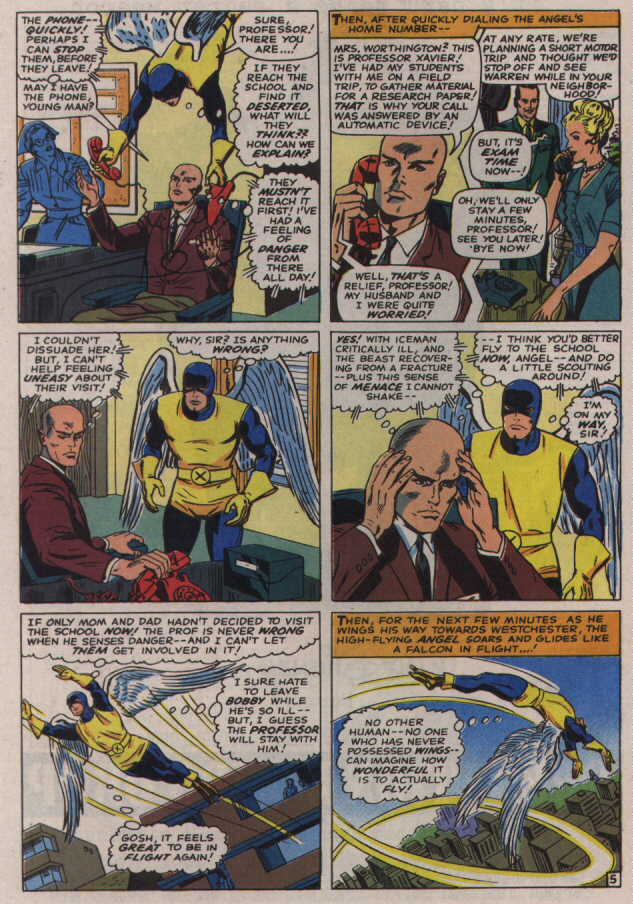 THE PHONE--
QUICKLY!
PERHAPS I
CAN STOP
THEM, BEFORE
THEY LEAVE!
MAY I HAVE
THE PHONE,
YOUNG MAN?
SURE,
PROFESSOR!
THERE YOU
ARE....!
IF THEY
REACH THE
SCHOOL AND
FIND IT
DESERTED,
WHAT WILL
THEY
THINK??
HOW CAN WE
EXPLAIN?
THEY
MUSTN'T
REACH IT
FIRST! I'VE
HAD A
FEELING OF
DANGER
FROM
THERE
ALL DAY!
THEN, AFTER QUICKLY DIALING THE ANGEL'S
HOME NUMBER--
MRS. WORTHINGTON? THIS
IS PROFESSOR XAVIER!
I'VE HAD MY STUDENTS
WITH ME ON A FIELD
TRIP, TO GATHER MATERIAL
FOR A RESEARCH PAPER!
THAT IS WHY YOUR CALL
WAS ANSWERED BY AN
AUTOMATIC DEVICE!
WELL, THAT'S A
RELIEF, PROFESSOR!
MY HUSBAND AND
I WERE QUITE
WORRIED!
AT ANY RATE, WE'RE
PLANNING A SHORT MOTOR
TRIP AND THOUGHT WE'D
STOP OFF AND SEE
WARREN WHILE IN YOUR
NEIGHBOR-
HOOD!
BUT, IT'S
EXAM
TIME
NOW--!
OH, WE'LL ONLY
STAY A FEW
MINUTES,
PROFESSOR!
SEE YOU LATER!
'BYE NOW!
I COULDN'T
DISSUADE HER!
BUT, I CAN'T
HELP FEELING
UNEASY ABOUT
THEIR VISIT!
WHY, SIR? IS ANYTHING
WRONG?
YES! WITH ICEMAN
CRITICALLY ILL, AND
THE BEAST RECOVER-
ING FROM A FRACTURE
--PLUS THIS SENSE
OF MENACE I CANNOT
SHAKE--
--I THINK YOU'D BETTER
FLY TO THE SCHOOL
NOW, ANGEL--AND DO
A LITTLE SCOUTING
AROUND!
I'M
ON MY
WAY,
SIR!
IF ONLY MOM AND DAD HADN'T DECIDED TO VISIT
THE SCHOOL NOW! THE PROF IS NEVER WRONG
WHEN HE SENSES DANGER--AND I CAN'T LET
THEM GET INVOLVED IN IT!
I SURE HATE
TO LEAVE
BOBBY WHILE
HE'S SO ILL--
BUT, I GUESS
THE PROFESSOR
WILL STAY WITH
HIM!
GOSH, IT FEELS
GREAT TO BE IN
FLIGHT AGAIN!
THEN, FOR THE NEXT FEW MINUTES AS HE
WINGS HIS WAY TOWARDS WESTCHESTER, THE
HIGH-FLYING ANGEL SOARS AND GLIDES LIKE
A FALCON IN FLIGHT....!
NO OTHER
HUMAN--NO ONE
WHO HAS NEVER
POSSESSED WINGS--
CAN IMAGINE HOW
WONDERFUL IT
IS TO ACTUALLY
FLY!
5